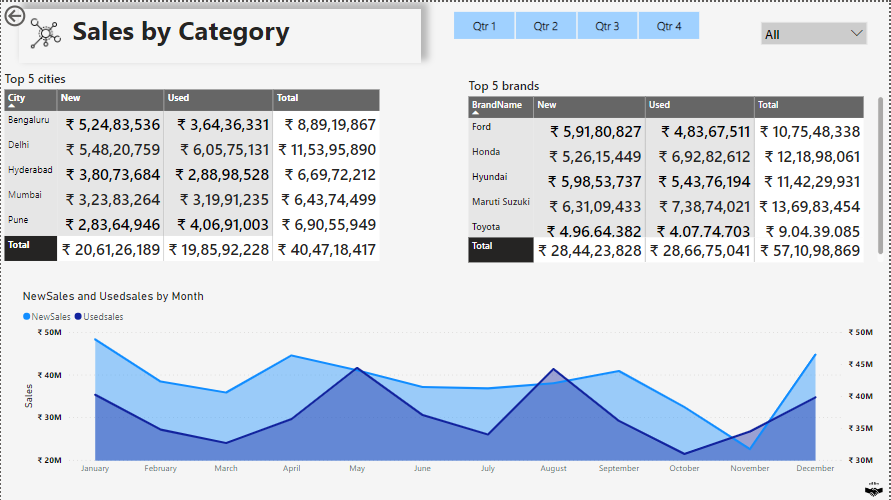 Sales by Category
Qtr 1 Qtr 2 Qtr 3 Qtr 4
All
Top 5 cities
City New Used Total
Bengaluru ₹ 5,24,83,536 ₹ 3,64,36,331 ₹ 8,89,19,867
Delhi ₹ 5,48,20,759 ₹ 6,05,75,131 ₹ 11,53,95,890
Hyderabad ₹ 3,80,73,684 ₹ 2,88,98,528 ₹ 6,69,72,212
Mumbai ₹ 3,23,83,264 ₹ 3,19,91,235 ₹ 6,43,74,499
Pune ₹ 2,83,64,946 ₹ 4,06,91,003 ₹ 6,90,55,949
Total ₹ 20,61,26,189 ₹ 19,85,92,228 ₹ 40,47,18,417
Top 5 brands
BrandName New Used Total
Ford ₹ 5,91,80,827 ₹ 4,83,67,511 ₹ 10,75,48,338
Honda ₹ 5,26,15,449 ₹ 6,92,82,612 ₹ 12,18,98,061
Hyundai ₹ 5,98,53,737 ₹ 5,43,76,194 ₹ 11,42,29,931
Maruti Suzuki ₹ 6,31,09,433 ₹ 7,38,74,021 ₹ 13,69,83,454
Toyota ₹ 4,96,64,382 ₹ 4,07,74,703 ₹ 9,04,39,085
Total ₹ 28,44,23,828 ₹ 28,66,75,041 ₹ 57,10,98,869
NewSales and Usedsales by Month
NewSales Usedsales
₹ 50M
₹ 40M
₹ 30M
₹ 20M
Sales
₹ 50M
₹ 45M
₹ 40M
₹ 35M
₹ 30M
January February March April May June July August September October November December